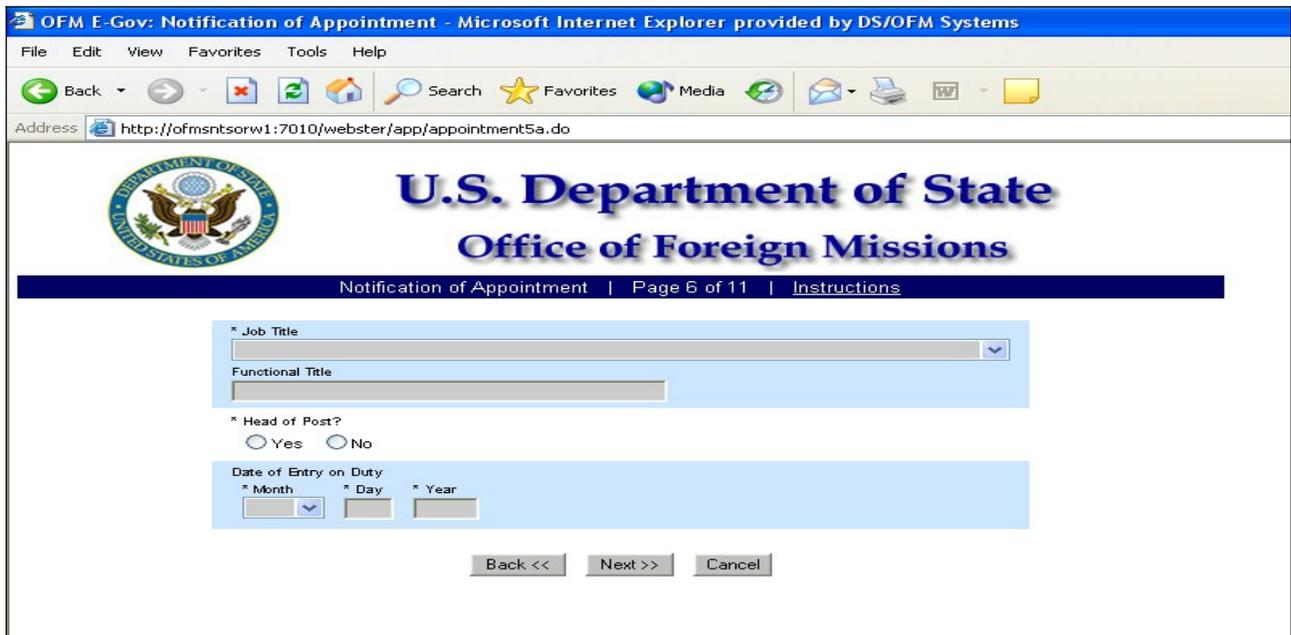 OFM E-Gov: Notification of Appointment - Microsoft Internet Explorer provided by DS/OFM Systems
File Edit View Favorites Tools Help
Back Search Favorites Media
Address http://ofmsntsorw1:7010/webster/app/appointment5a.do
DEPARTMENT OF STATE
UNITED STATES OF AMERICA
U.S. Department of State
Office of Foreign Missions
Notification of Appointment | Page 6 of 11 | Instructions
* Job Title
Functional Title
* Head of Post?
Yes No
Date of Entry on Duty
* Month * Day * Year
Back << Next >> Cancel